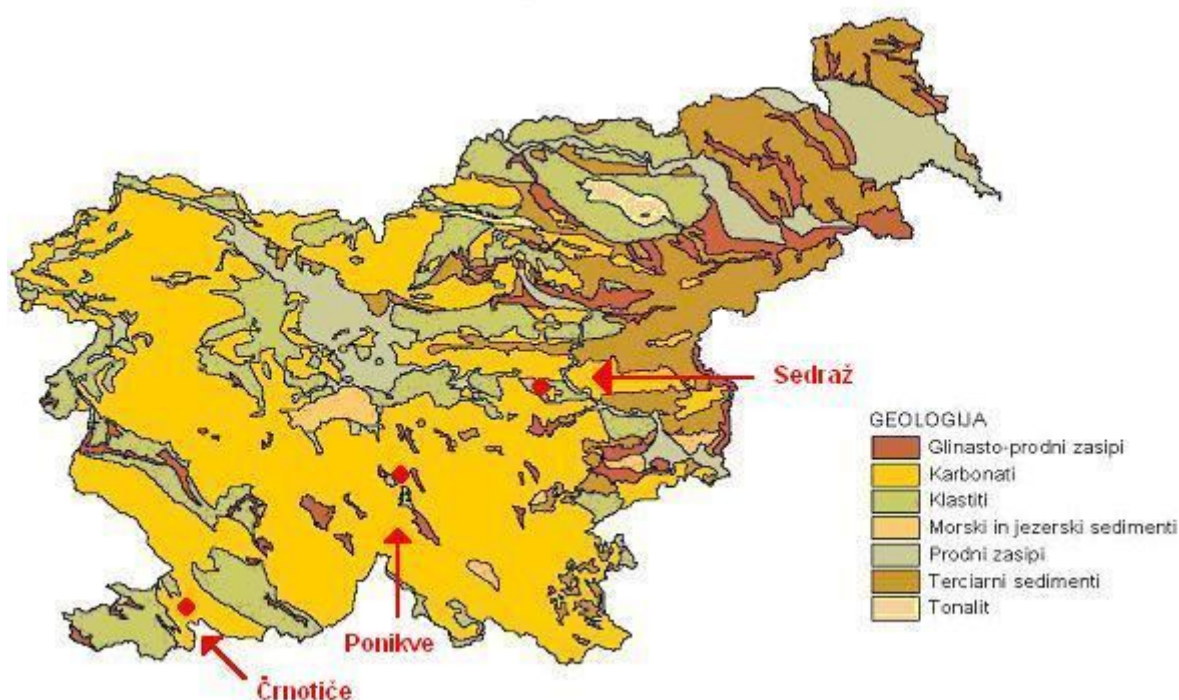 Sedraž
GEOLOGIJA
Glinasto-prodni zasipi
Karbonati
Klastiti
Morski in jezerski sedimenti
Prodni zasipi
Terciarni sedimenti
Tonalit
Ponikve
Črnotiče